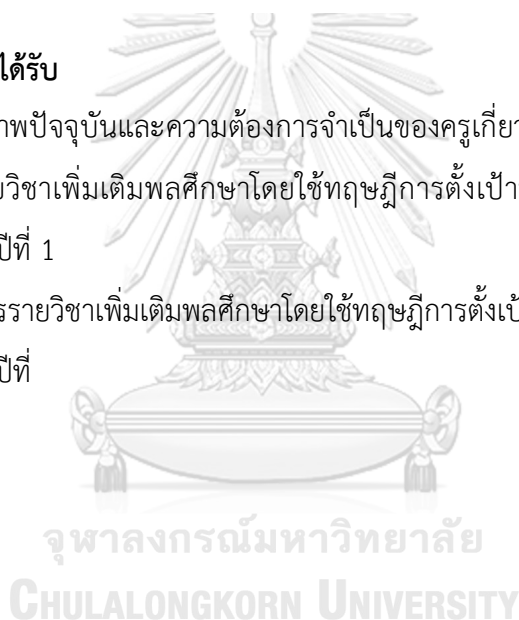 ได้รับ
าพปัจจุบันและความต้องการจำเป็นของครูเกี่ยว
ยวิชาเพิ่มเติมพลศึกษาโดยใช้ทฤษฎีการตั้งเป้า
ปีที่ 1
รรายวิชาเพิ่มเติมพลศึกษาโดยใช้ทฤษฎีการตั้งเป้
ปีที่
จุฬาลงกรณ์มหาวิทยาลัย
CHULALONGKORN UNIVERSITY